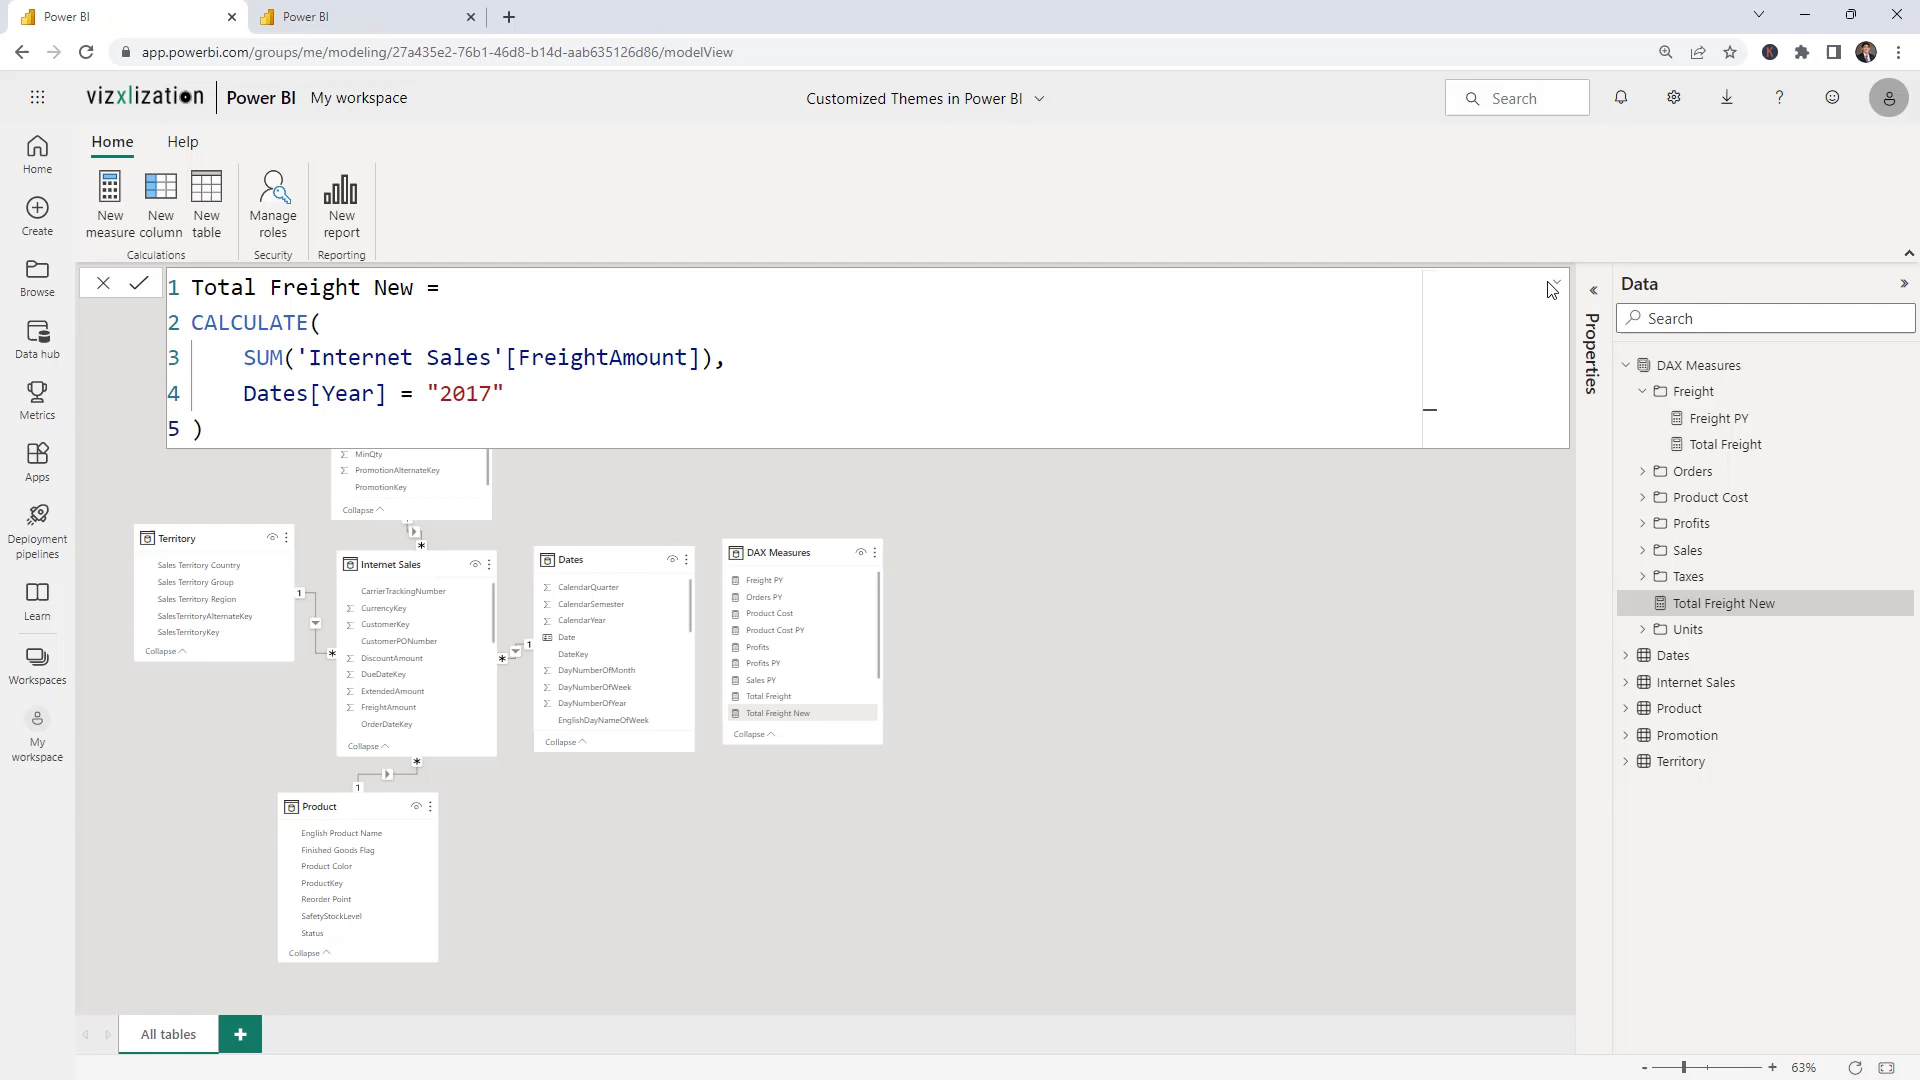 Power BI
Power BI
app.powerbi.com/groups/me/modeling/27a435e2-76b1-46d8-b14d-aab635126d86/modelView
K
vizxlization
Power BI
My workspace
Customized Themes in Power BI
Search
Home
Help
New measure
New column
New table
Calculations
Manage roles
Security
New report
Reporting
Home
Create
Browse
Data hub
Metrics
Apps
Deployment pipelines
Learn
Workspaces
My workspace
1 Total Freight New =
2 CALCULATE(
3 SUM('Internet Sales'[FreightAmount]),
4 Dates[Year] = "2017"
5 )
MinQty
PromotionAlternateKey
PromotionKey
Collapse
Territory
Sales Territory Country
Sales Territory Group
Sales Territory Region
SalesTerritoryAlternateKey
SalesTerritoryKey
Collapse
1
*
*
Internet Sales
CarrierTrackingNumber
CurrencyKey
CustomerKey
CustomerPONumber
DiscountAmount
DueDateKey
ExtendedAmount
FreightAmount
OrderDateKey
Collapse
*
1
Dates
CalendarQuarter
CalendarSemester
CalendarYear
Date
DateKey
DayNumberOfMonth
DayNumberOfWeek
DayNumberOfYear
EnglishDayNameOfWeek
Collapse
DAX Measures
Freight PY
Orders PY
Product Cost
Product Cost PY
Profits
Profits PY
Sales PY
Total Freight
Total Freight New
Collapse
*
1
Product
English Product Name
Finished Goods Flag
Product Color
ProductKey
Reorder Point
SafetyStockLevel
Status
Collapse
Properties
Data
Search
DAX Measures
Freight
Freight PY
Total Freight
Orders
Product Cost
Profits
Sales
Taxes
Total Freight New
Units
Dates
Internet Sales
Product
Promotion
Territory
All tables
63%